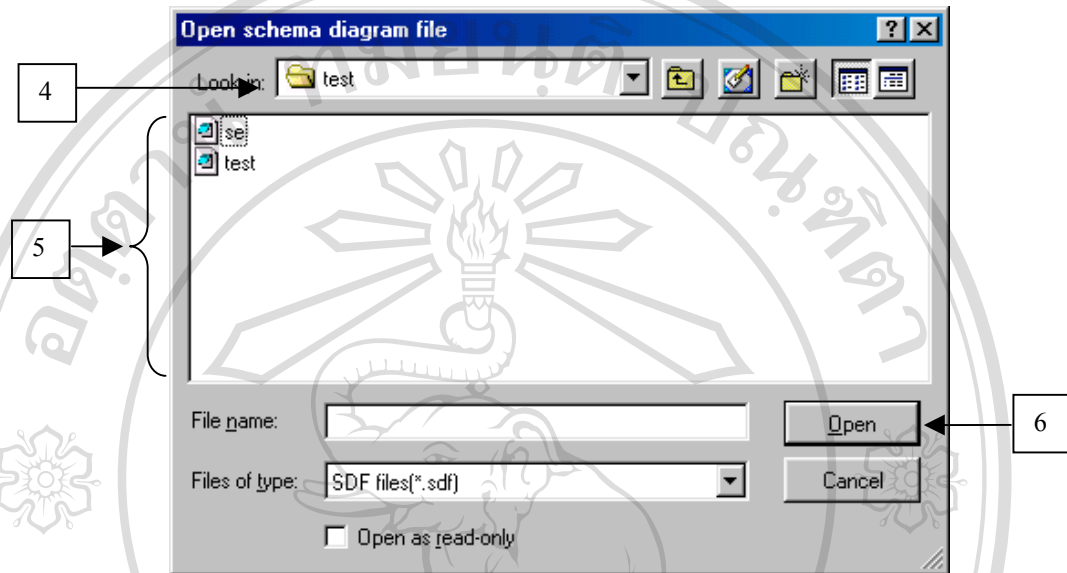 Open schema diagram file
4
Look in: test
se
test
5
File name:
Open
6
Files of type: SDF files(*.sdf)
Cancel
Open as read-only